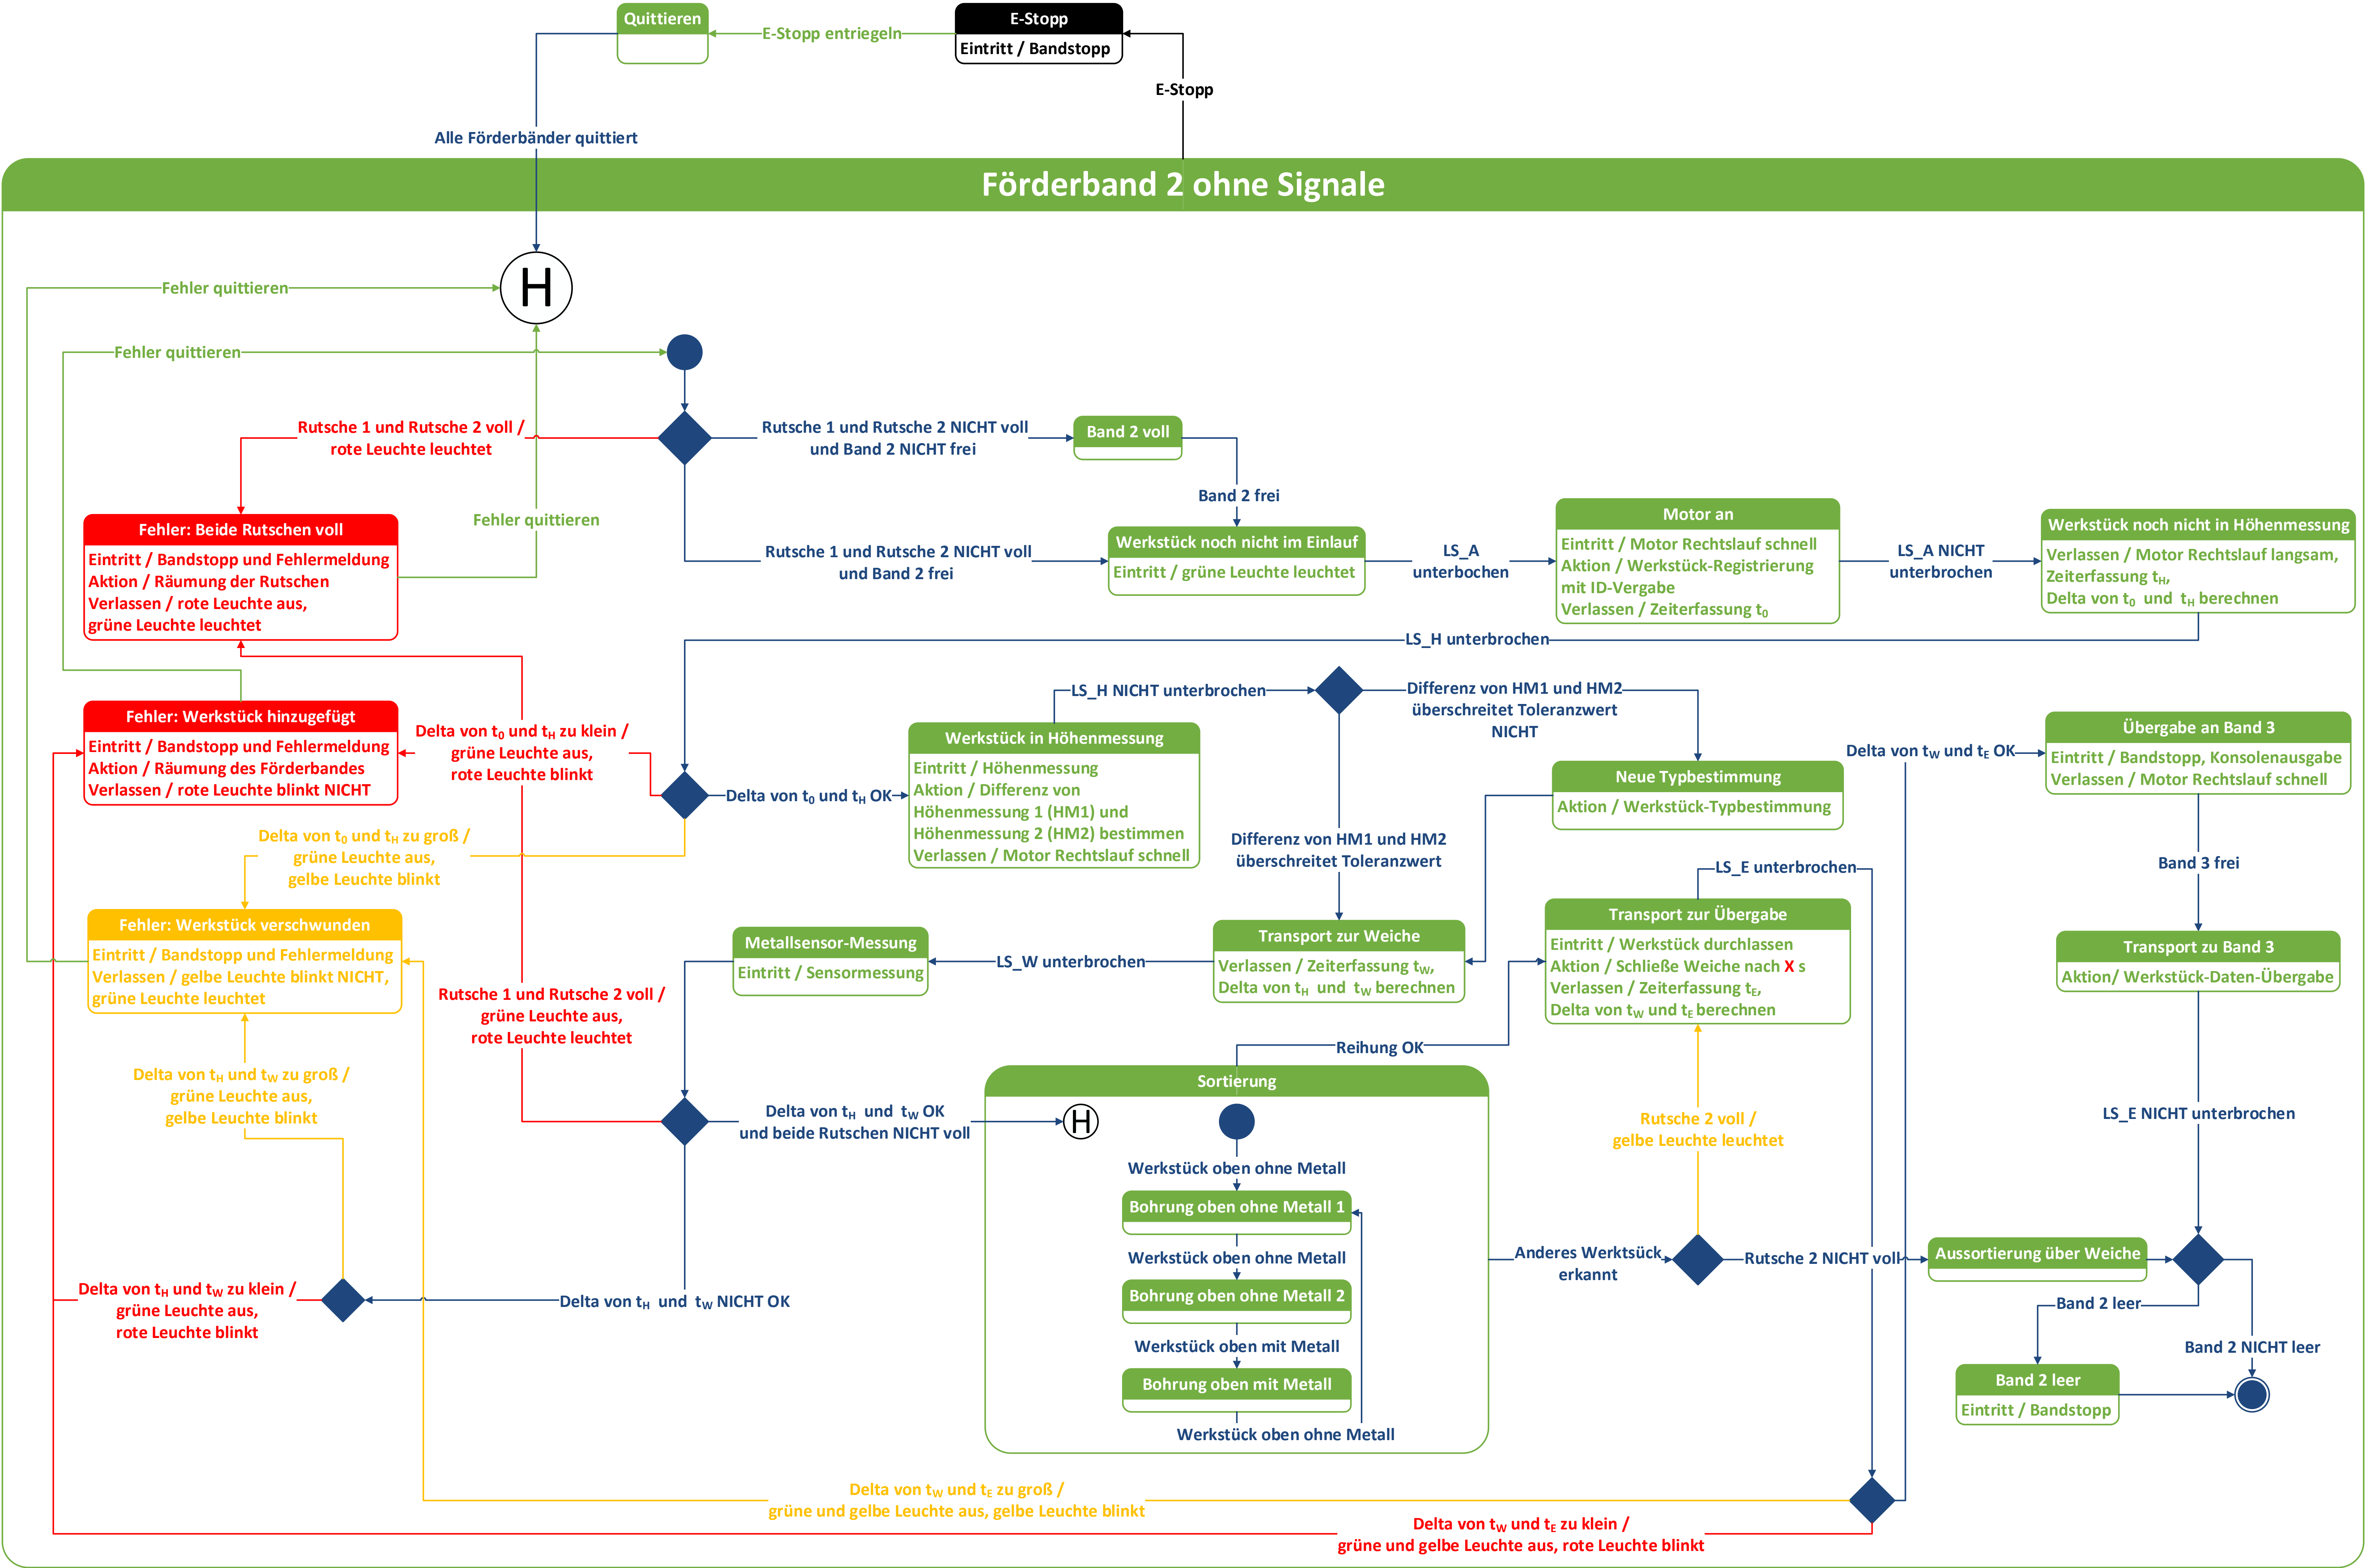 Quittieren
E-Stopp
Eintritt / Bandstopp
E-Stopp entriegeln
E-Stopp
Alle Förderbänder quittiert
Förderband 2 ohne Signale
H
Fehler quittieren
Fehler quittieren
Rutsche 1 und Rutsche 2 voll /
rote Leuchte leuchtet
Rutsche 1 und Rutsche 2 NICHT voll
und Band 2 NICHT frei
Band 2 voll
Band 2 frei
Fehler quittieren
Rutsche 1 und Rutsche 2 NICHT voll
und Band 2 frei
Fehler: Beide Rutschen voll
Eintritt / Bandstopp und Fehlermeldung
Aktion / Räumung der Rutschen
Verlassen / rote Leuchte aus,
grüne Leuchte leuchtet
Werkstück noch nicht im Einlauf
Eintritt / grüne Leuchte leuchtet
LS_A
unterbochen
Motor an
Eintritt / Motor Rechtslauf schnell
Aktion / Werkstück-Registrierung
mit ID-Vergabe
Verlassen / Zeiterfassung t0
LS_A NICHT
unterbrochen
Werkstück noch nicht in Höhenmessung
Verlassen / Motor Rechtslauf langsam,
Zeiterfassung tH,
Delta von t0 und tH berechnen
LS_H unterbrochen
Fehler: Werkstück hinzugefügt
Eintritt / Bandstopp und Fehlermeldung
Aktion / Räumung des Förderbandes
Verlassen / rote Leuchte blinkt NICHT
Delta von t0 und tH zu klein /
grüne Leuchte aus,
rote Leuchte blinkt
Delta von t0 und tH OK
LS_H NICHT unterbrochen
Werkstück in Höhenmessung
Eintritt / Höhenmessung
Aktion / Differenz von
Höhenmessung 1 (HM1) und
Höhenmessung 2 (HM2) bestimmen
Verlassen / Motor Rechtslauf schnell
Differenz von HM1 und HM2
überschreitet Toleranzwert
NICHT
Neue Typbestimmung
Aktion / Werkstück-Typbestimmung
Delta von tW und tE OK
Übergabe an Band 3
Eintritt / Bandstopp, Konsolenausgabe
Verlassen / Motor Rechtslauf schnell
Delta von t0 und tH zu groß /
grüne Leuchte aus,
gelbe Leuchte blinkt
Differenz von HM1 und HM2
überschreitet Toleranzwert
LS_E unterbrochen
Band 3 frei
Fehler: Werkstück verschwunden
Eintritt / Bandstopp und Fehlermeldung
Verlassen / gelbe Leuchte blinkt NICHT,
grüne Leuchte leuchtet
Metallsensor-Messung
Eintritt / Sensormessung
LS_W unterbrochen
Transport zur Weiche
Verlassen / Zeiterfassung tW,
Delta von tH und tW berechnen
Transport zur Übergabe
Eintritt / Werkstück durchlassen
Aktion / Schließe Weiche nach X s
Verlassen / Zeiterfassung tE,
Delta von tW und tE berechnen
Transport zu Band 3
Aktion/ Werkstück-Daten-Übergabe
Rutsche 1 und Rutsche 2 voll /
grüne Leuchte aus,
rote Leuchte leuchtet
Reihung OK
Delta von tH und tW zu groß /
grüne Leuchte aus,
gelbe Leuchte blinkt
Delta von tH und tW OK
und beide Rutschen NICHT voll
Sortierung
H
Werkstück oben ohne Metall
Bohrung oben ohne Metall 1
Werkstück oben ohne Metall
Bohrung oben ohne Metall 2
Werkstück oben mit Metall
Bohrung oben mit Metall
Werkstück oben ohne Metall
Rutsche 2 voll /
gelbe Leuchte leuchtet
LS_E NICHT unterbrochen
Anderes Werktsück
erkannt
Rutsche 2 NICHT voll
Aussortierung über Weiche
Band 2 leer
Band 2 NICHT leer
Band 2 leer
Eintritt / Bandstopp
Delta von tH und tW zu klein /
grüne Leuchte aus,
rote Leuchte blinkt
Delta von tH und tW NICHT OK
Delta von tW und tE zu groß /
grüne und gelbe Leuchte aus, gelbe Leuchte blinkt
Delta von tW und tE zu klein /
grüne und gelbe Leuchte aus, rote Leuchte blinkt